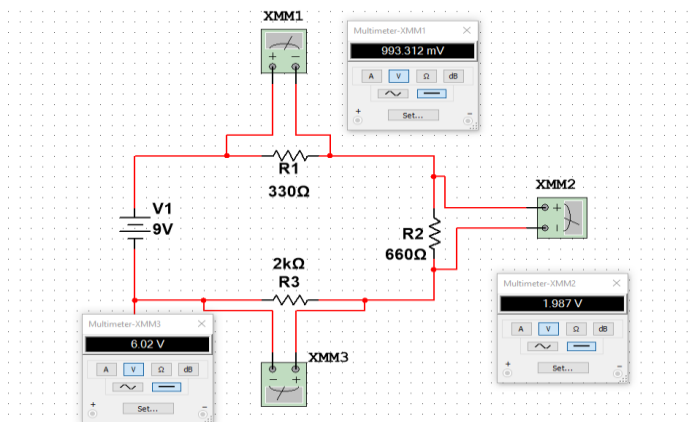 XMM1
Multimeter-XMM1 ×
993.312 mV
A V Ω dB
Set...
+ -
R1
330Ω
XMM2
V1
9V
R2
660Ω
2kΩ
R3
Multimeter-XMM2 ×
1.987 V
A V Ω dB
Set...
+ -
Multimeter-XMM3 ×
6.02 V
A V Ω dB
Set...
+ -
XMM3